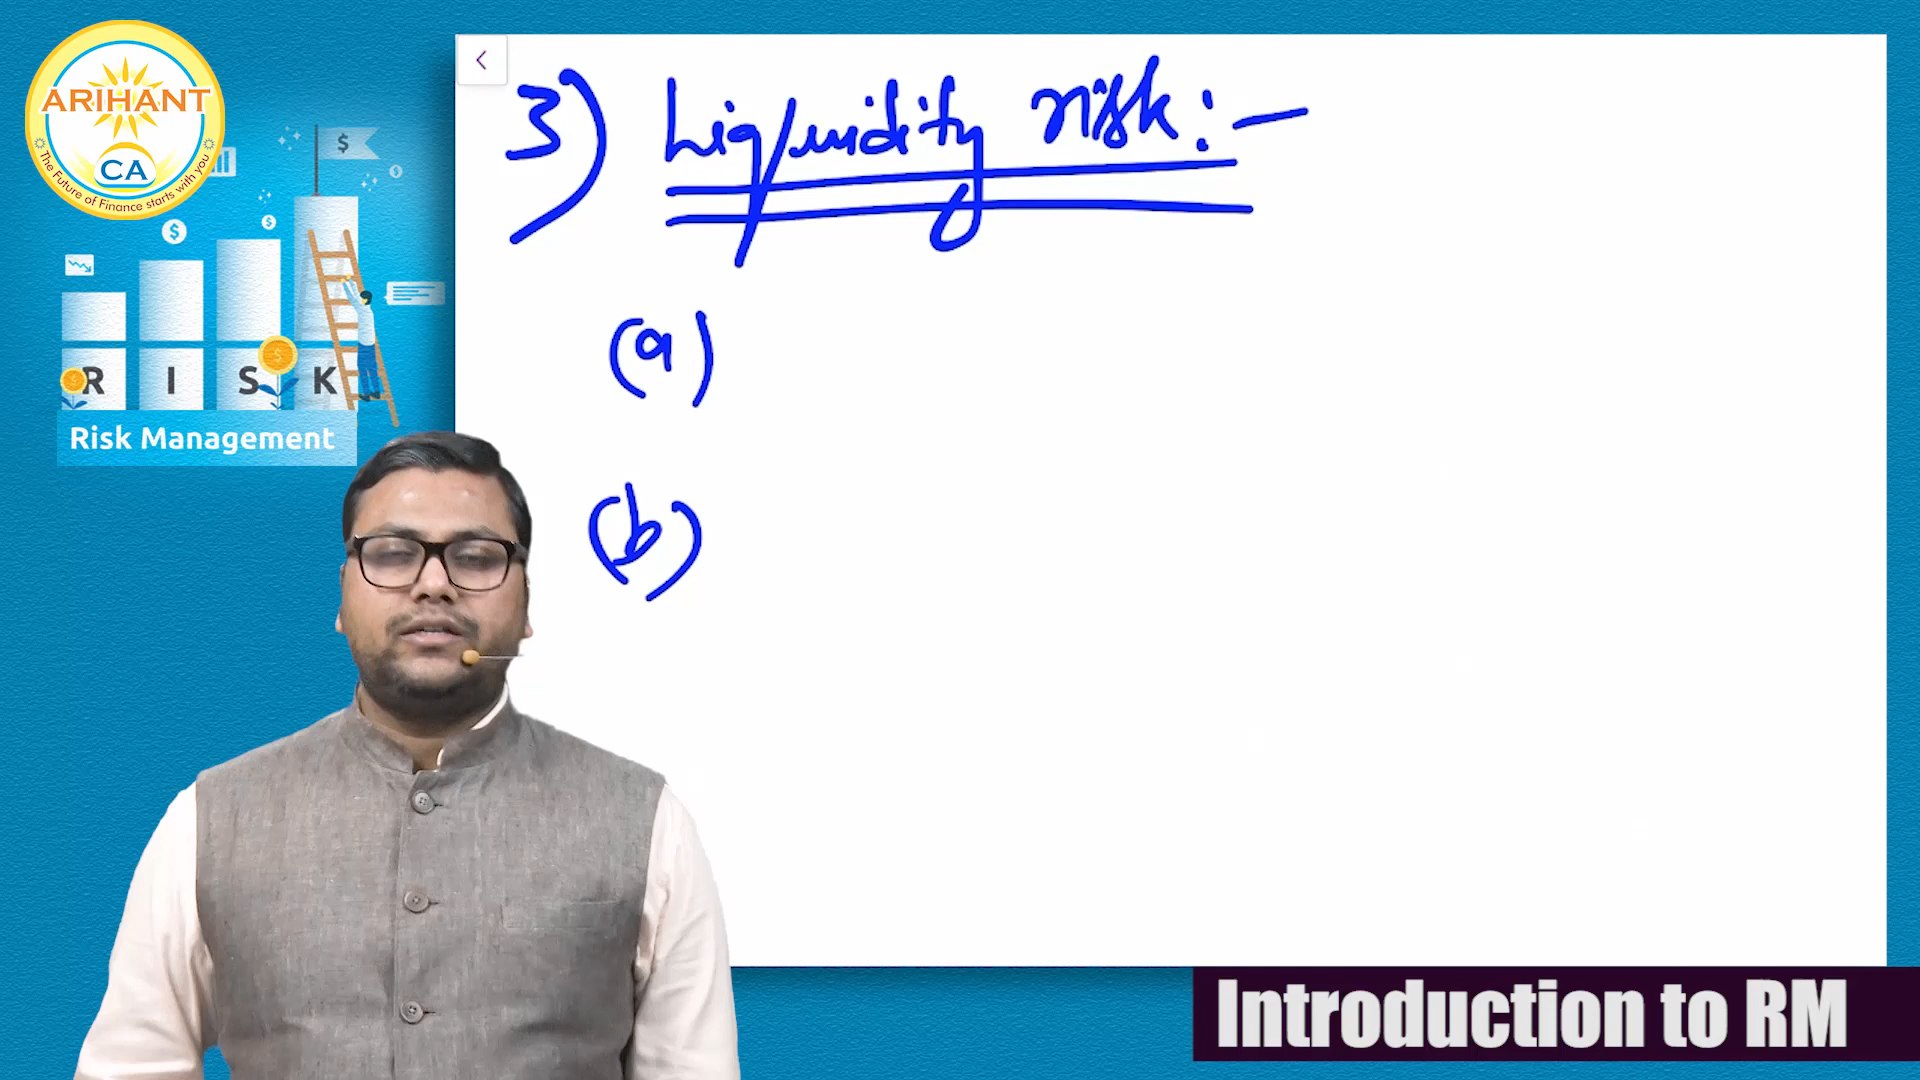 ARIHANT
CA
The Future of Finance starts with you
R I S K
Risk Management
3) Liquidity risk:-
(a)
(b)
Introduction to RM